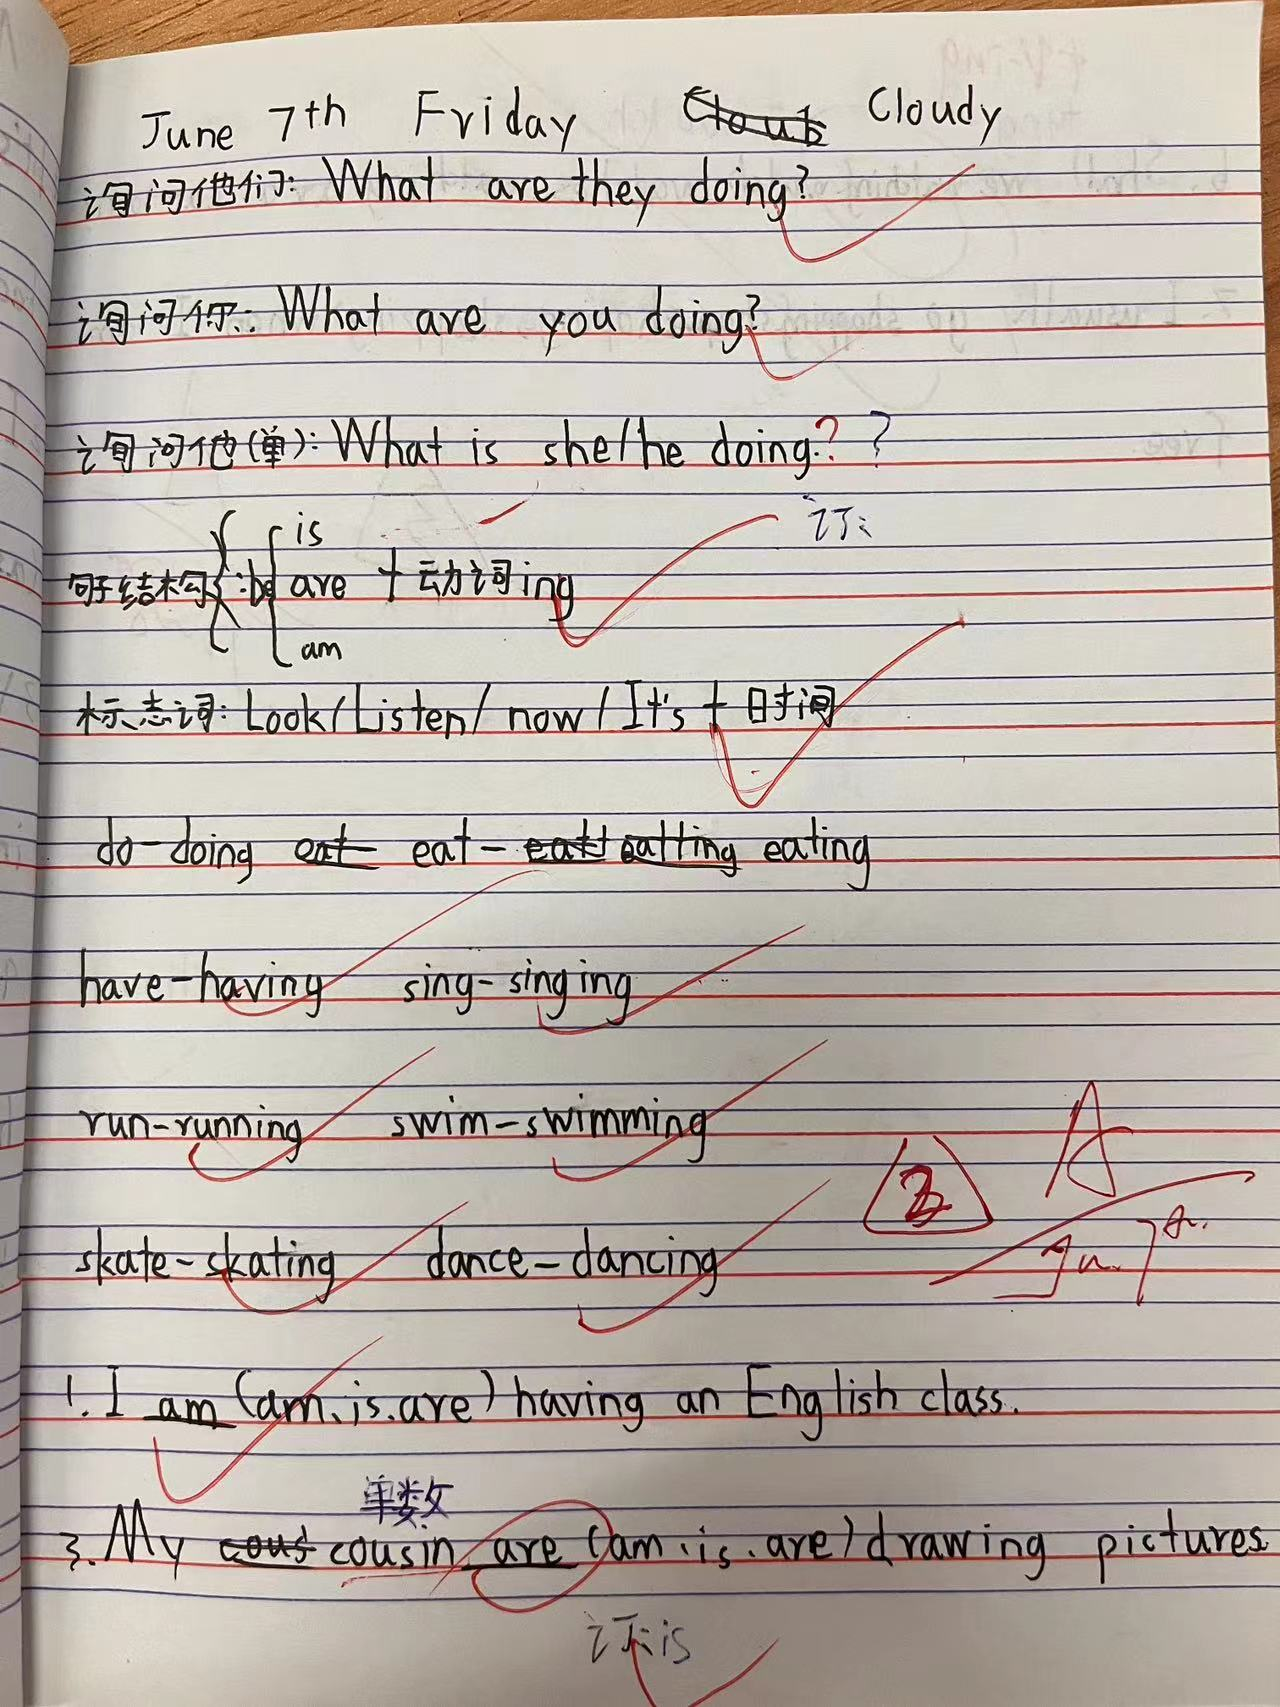 June 7th Friday Cloudy
询问他们: What are they doing?
询问你: What are you doing?
询问他(单): What is she/he doing? ?
订:
is
句子结构: be are + 动词ing
am
标志词: Look/Listen/ now / It's + 时间
do-doing eat eat- eatting eating
have-having sing-singing
run-running swim-swimming
A
skate-skating dance-dancing
1. I am (am.is.are) having an English class.
单数
3. My cous cousin are (am.is.are) drawing pictures
订: is